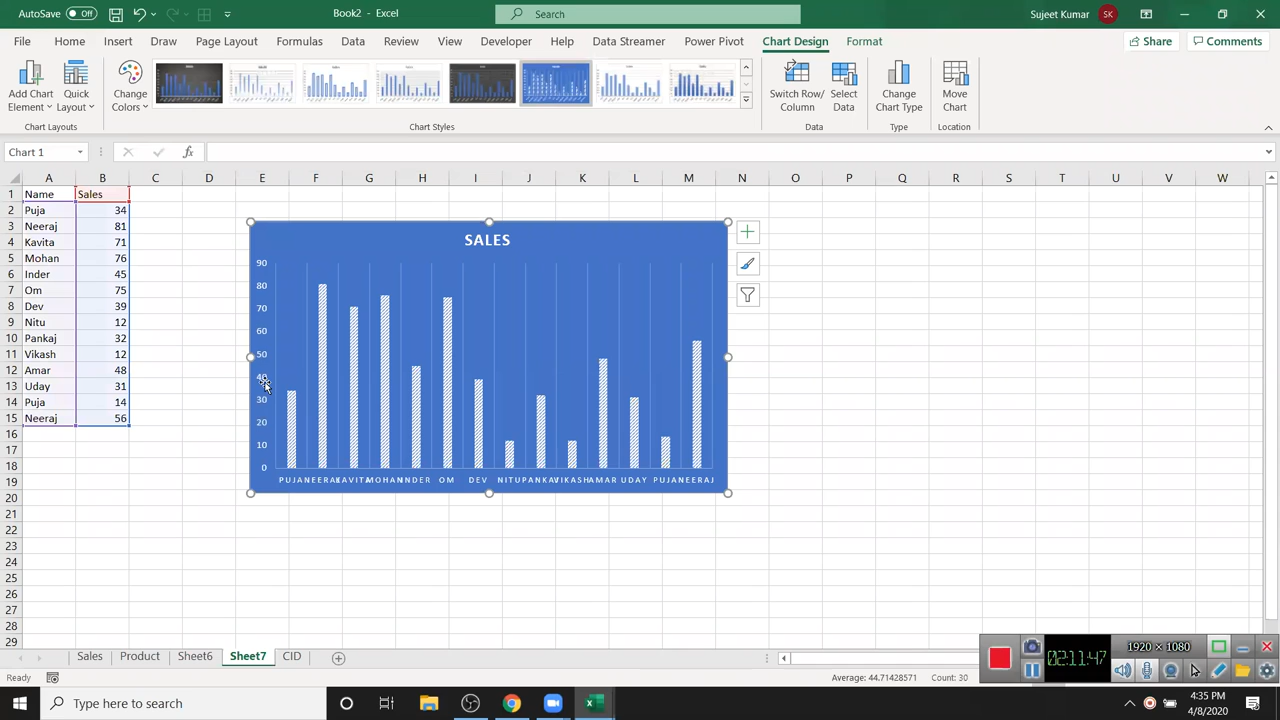 AutoSave Off Book2 - Excel Search Sujeet Kumar SK
File Home Insert Draw Page Layout Formulas Data Review View Developer Help Data Streamer Power Pivot Chart Design Format Share Comments
Add Chart Element Quick Layout Change Colors Switch Row/Column Select Data Change Chart Type Move Chart
Chart Layouts Chart Styles Data Type Location
Chart 1 fx
A B C D E F G H I J K L M N O P Q R S T U V W
1 Name Sales
2 Puja 34
3 Neeraj 81
4 Kavita 71
5 Mohan 76
6 Inder 45
7 Om 75
8 Dev 39
9 Nitu 12
10 Pankaj 32
11 Vikash 12
12 Amar 48
13 Uday 31
14 Puja 14
15 Neeraj 56
16
17
18
19
20
21
22
23
24
25
26
27
28
29
SALES
90
80
70
60
50
40
30
20
10
0
PUJA NEERAJ KAVITA MOHAN INDER OM DEV NITU PANKAJ VIKASH AMAR UDAY PUJA NEERAJ
Sales Product Sheet6 Sheet7 CID
Ready Average: 44.71428571 Count: 30
02:11:47 1920 × 1080
Type here to search
4:35 PM
4/8/2020